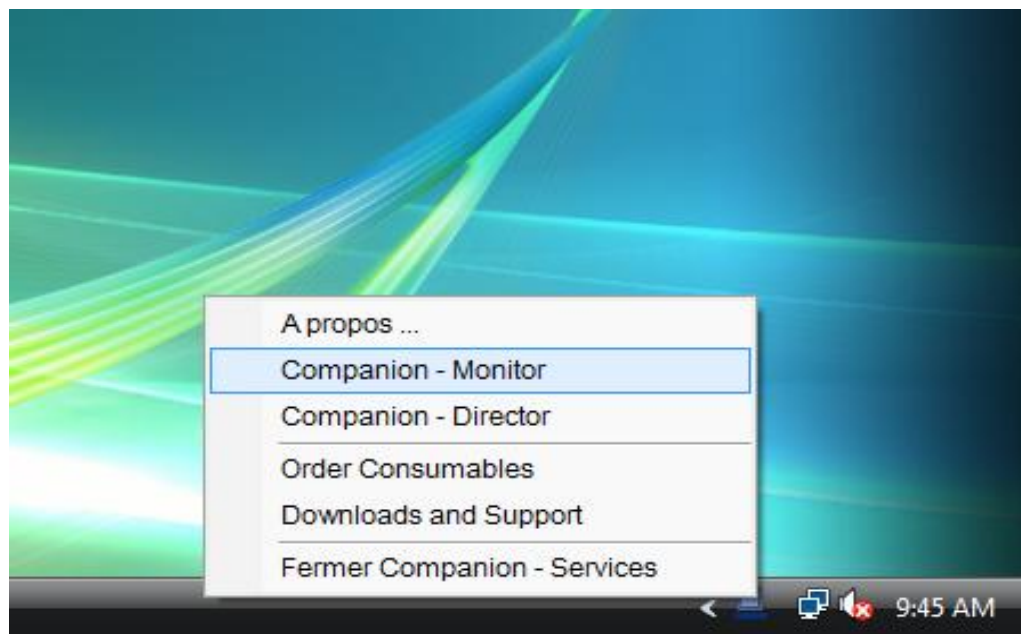 A propos ...
Companion - Monitor
Companion - Director
Order Consumables
Downloads and Support
Fermer Companion - Services
9:45 AM